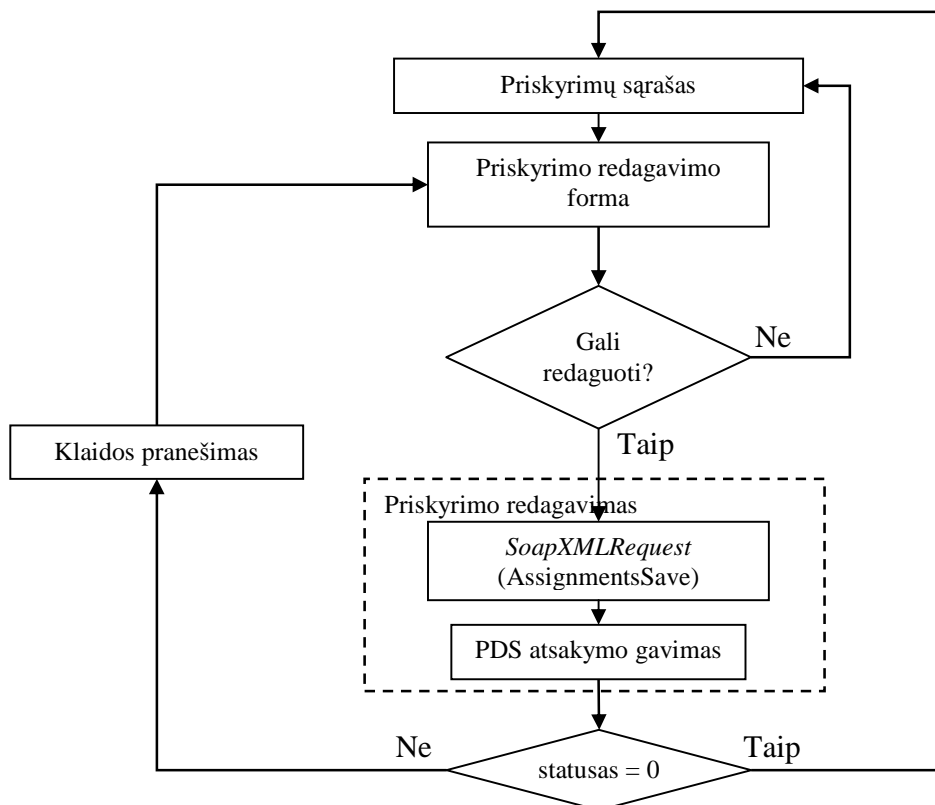 Priskyrimų sąrašas
Priskyrimo redagavimo
forma
Gali
redaguoti?
Ne
Taip
Klaidos pranešimas
Priskyrimo redagavimas
SoapXMLRequest
(AssignmentsSave)
PDS atsakymo gavimas
Ne
statusas = 0
Taip